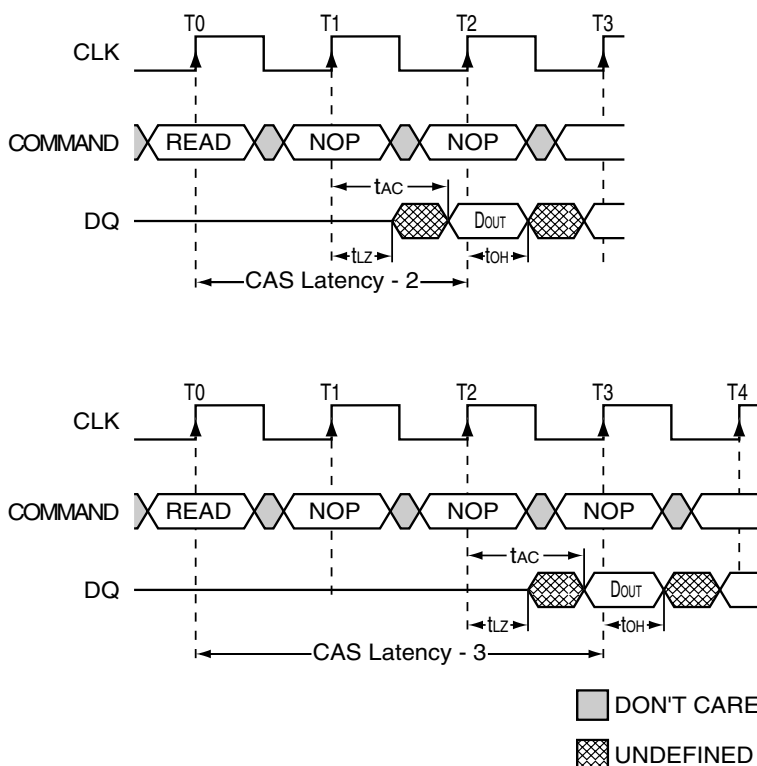 T0 T1 T2 T3
CLK
COMMAND READ NOP NOP
tAC
DQ DOUT
tLZ tOH
CAS Latency - 2
T0 T1 T2 T3 T4
CLK
COMMAND READ NOP NOP NOP
tAC
DQ DOUT
tLZ tOH
CAS Latency - 3
DON'T CARE
UNDEFINED